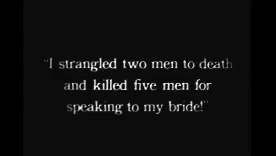 "I strangled two men to death
and killed five men for
speaking to my bride!"